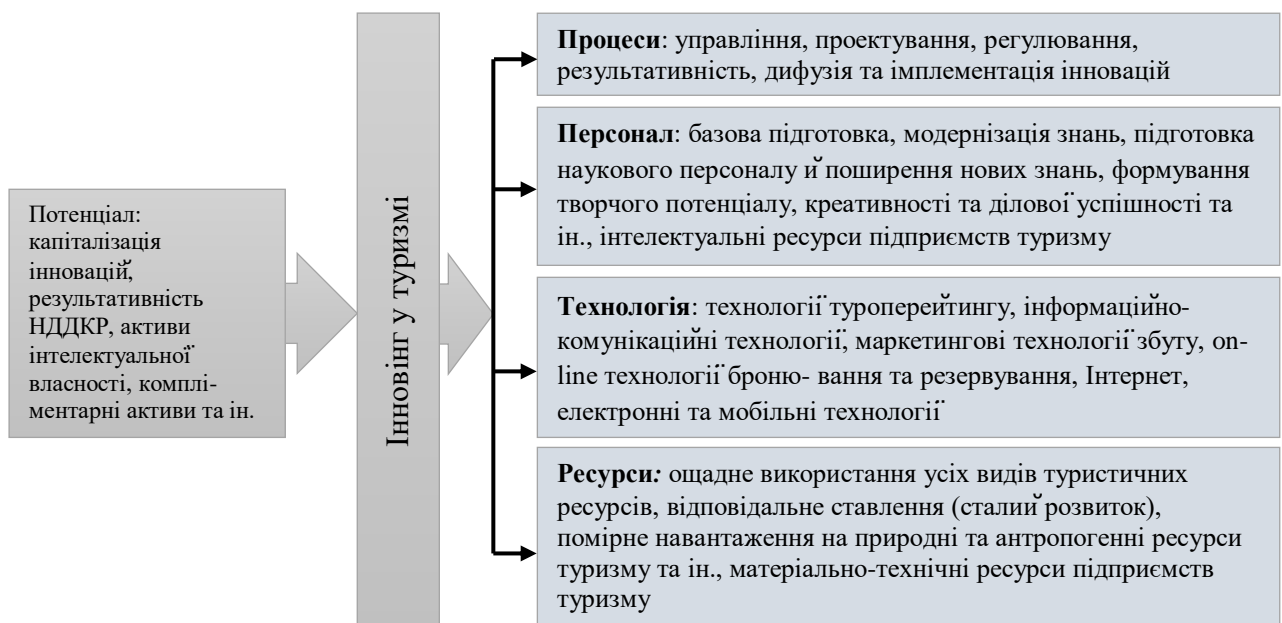 Потенціал:
капіталізація
інновацій,
результативність
НДДКР, активи
інтелектуальної
власності, комплі-
ментарні активи та ін.
Інновінг у туризмі
Процеси: управління, проектування, регулювання,
результативність, дифузія та імплементація інновацій
Персонал: базова підготовка, модернізація знань, підготовка
наукового персоналу й поширення нових знань, формування
творчого потенціалу, креативності та ділової успішності та
ін., інтелектуальні ресурси підприємств туризму
Технологія: технології туроперейтингу, інформаційно-
комунікаційні технології, маркетингові технології збуту, on-
line технології броню- вання та резервування, Інтернет,
електронні та мобільні технології
Ресурси: ощадне використання усіх видів туристичних
ресурсів, відповідальне ставлення (сталий розвиток),
помірне навантаження на природні та антропогенні ресурси
туризму та ін., матеріально-технічні ресурси підприємств
туризму